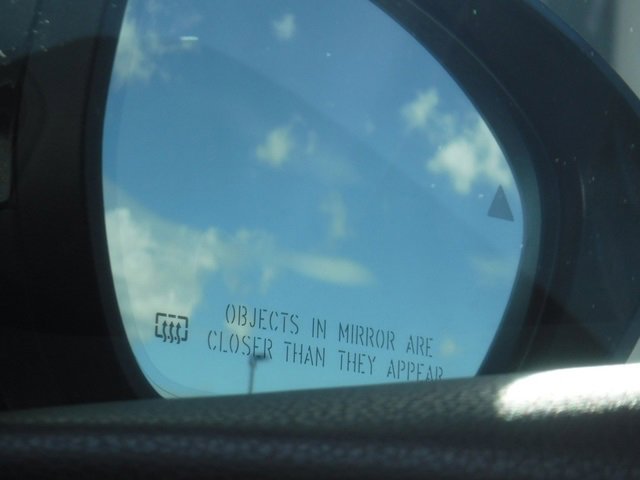 OBJECTS IN MIRROR ARE
CLOSER THAN THEY APPEAR